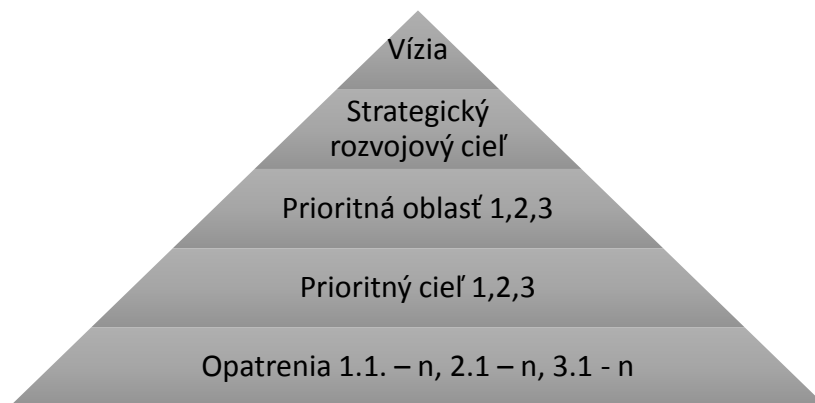 Vízia
Strategický
rozvojový cieľ
Prioritná oblasť 1,2,3
Prioritný cieľ 1,2,3
Opatrenia 1.1. – n, 2.1 – n, 3.1 - n